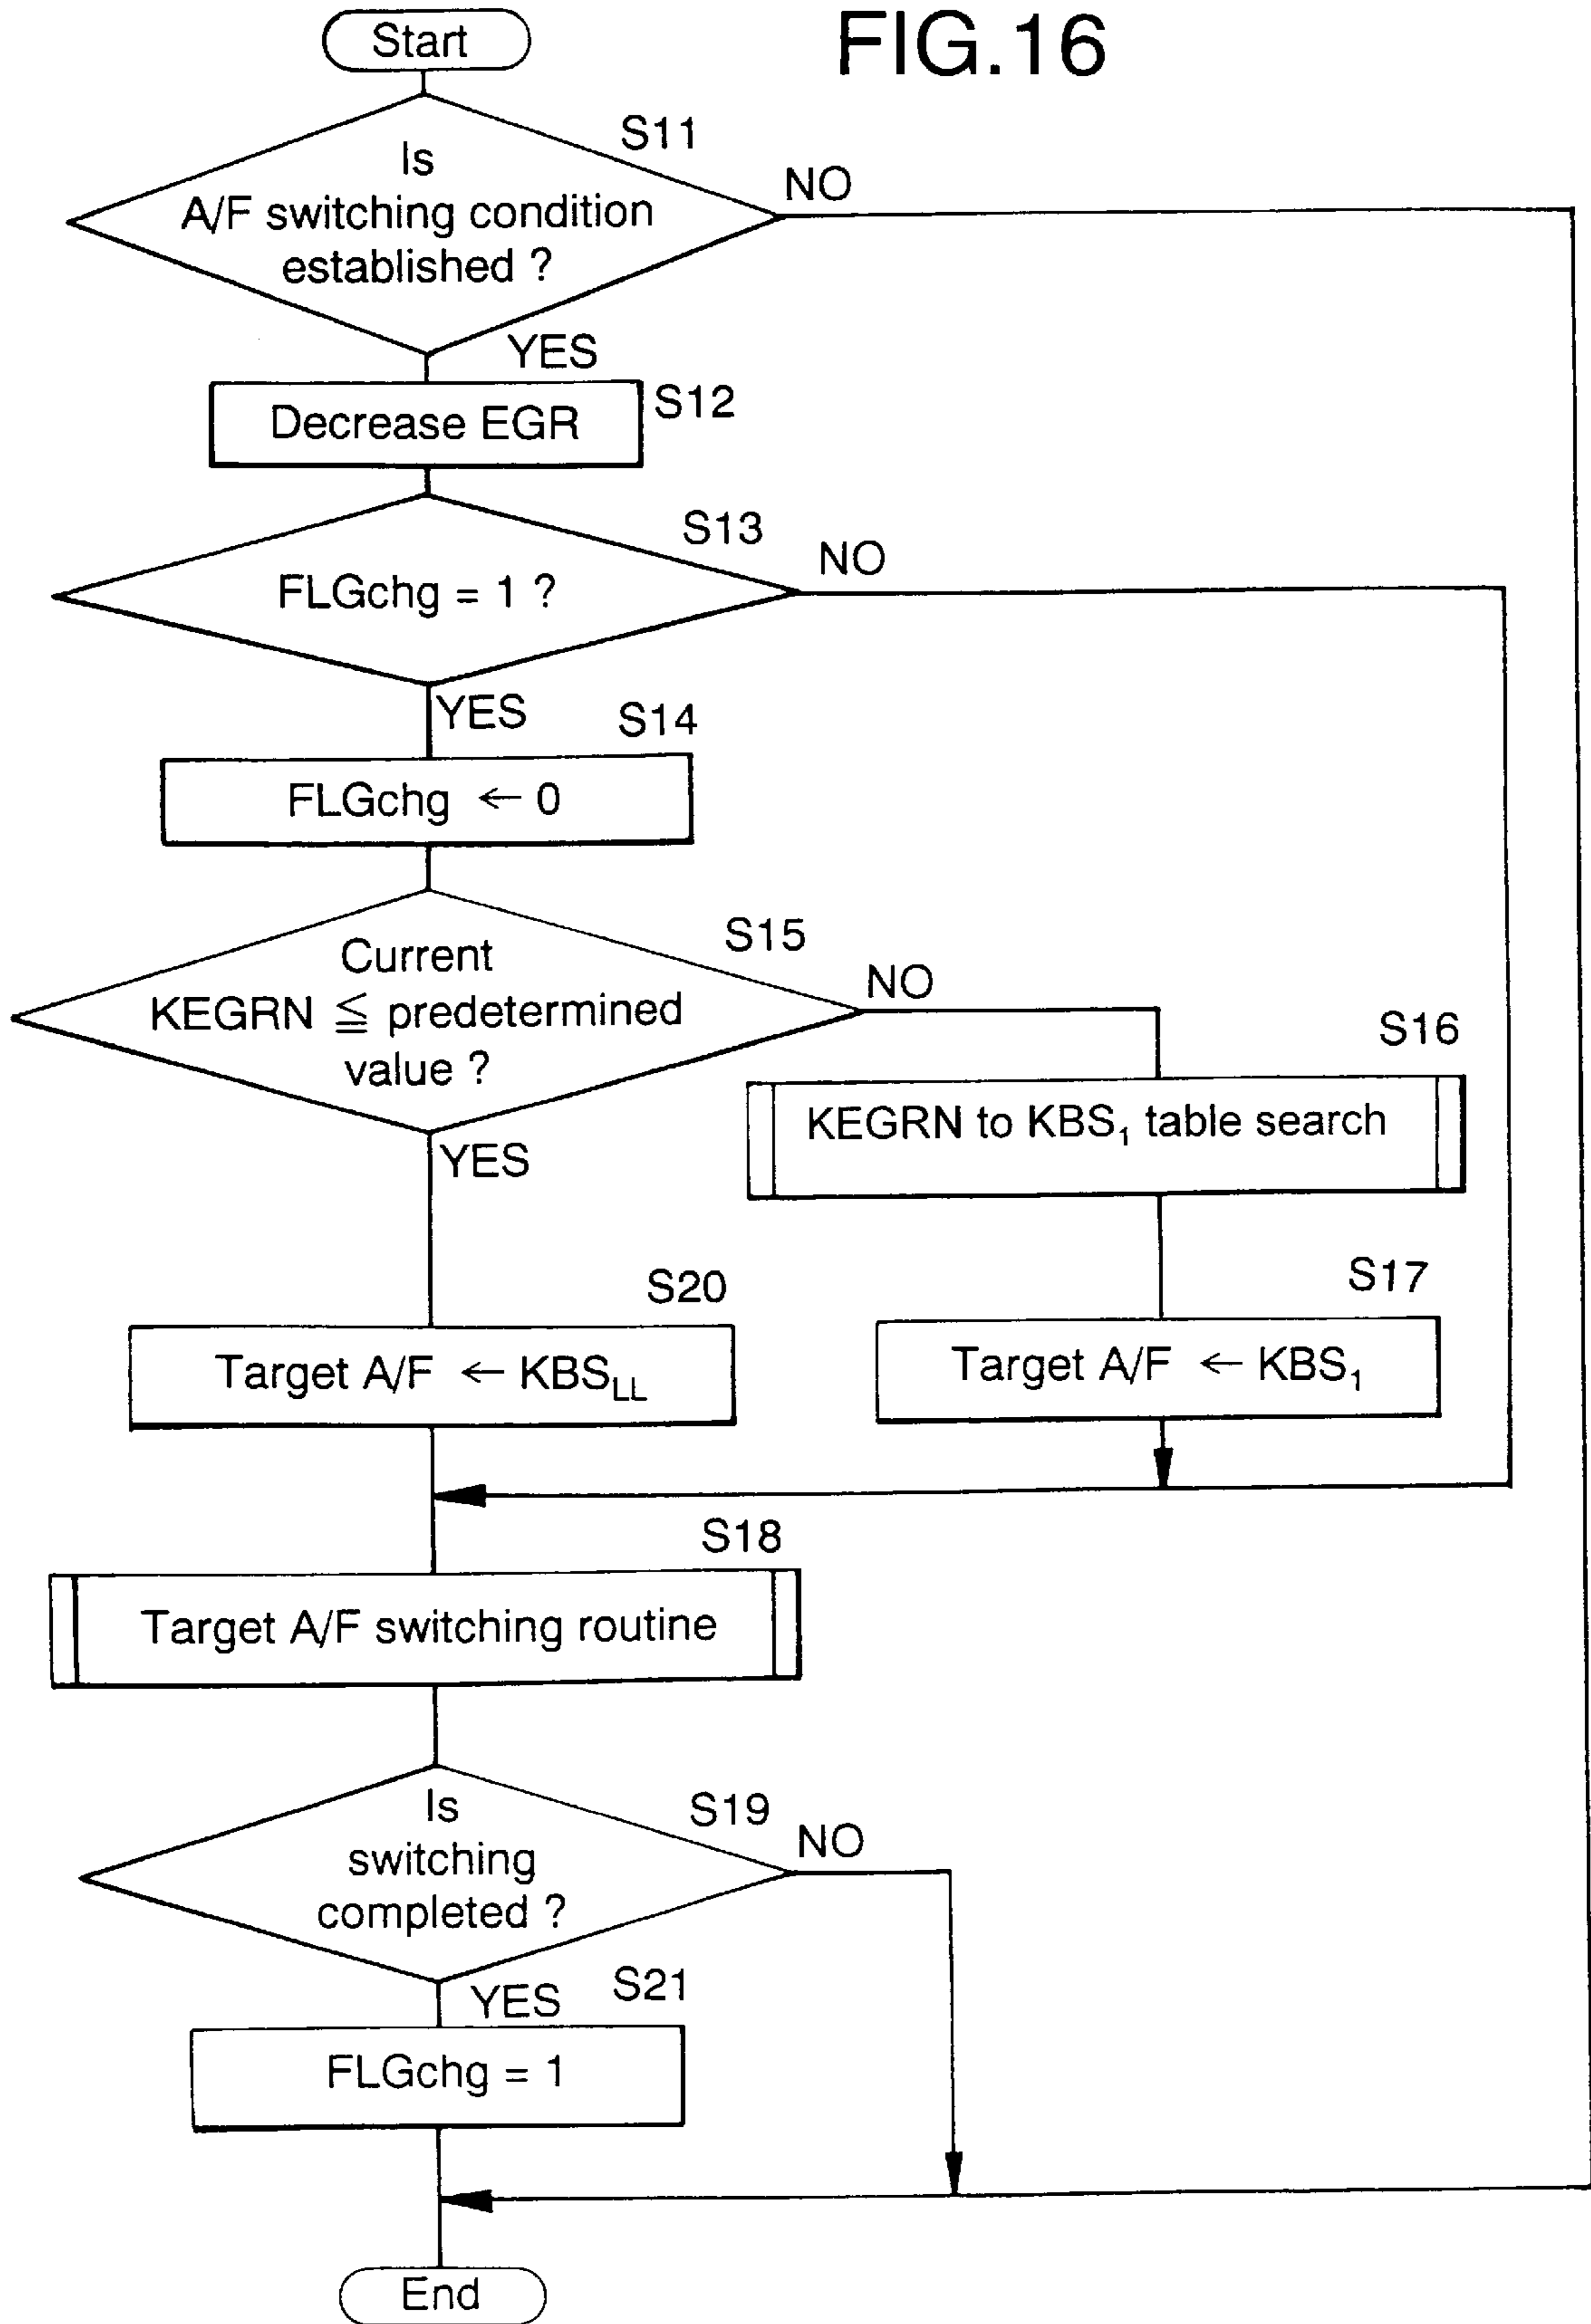 FIG.16
Start
S11
Is
A/F switching condition
established ?
NO
YES
S12
Decrease EGR
S13
FLGchg = 1 ?
NO
YES
S14
FLGchg ← 0
S15
Current
KEGRN ≦ predetermined
value ?
NO
YES
S16
KEGRN to KBS₁ table search
S20
Target A/F ← KBS_LL
S17
Target A/F ← KBS₁
S18
Target A/F switching routine
S19
Is
switching
completed ?
NO
YES
S21
FLGchg = 1
End